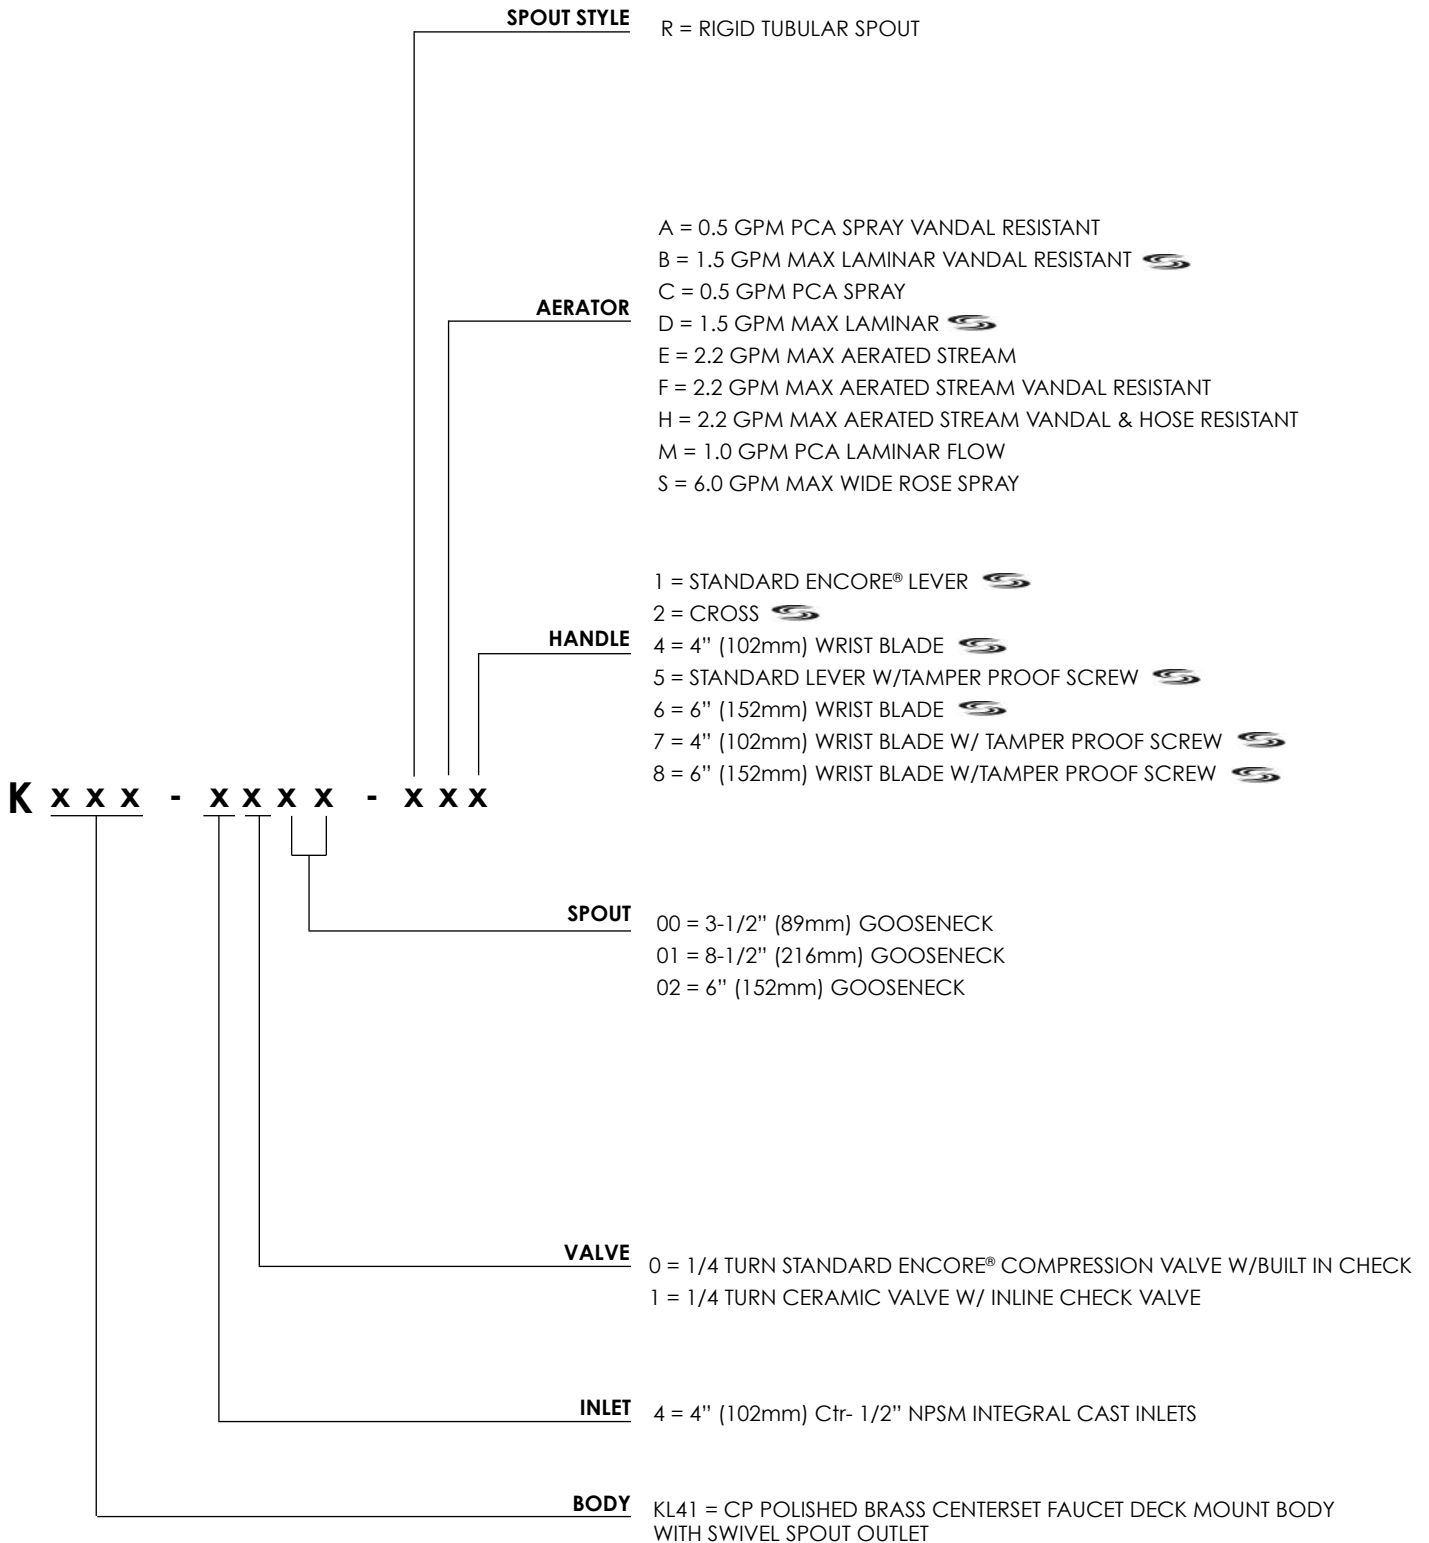 SPOUT STYLE
R = RIGID TUBULAR SPOUT
AERATOR
A = 0.5 GPM PCA SPRAY VANDAL RESISTANT
B = 1.5 GPM MAX LAMINAR VANDAL RESISTANT
C = 0.5 GPM PCA SPRAY
D = 1.5 GPM MAX LAMINAR
E = 2.2 GPM MAX AERATED STREAM
F = 2.2 GPM MAX AERATED STREAM VANDAL RESISTANT
H = 2.2 GPM MAX AERATED STREAM VANDAL & HOSE RESISTANT
M = 1.0 GPM PCA LAMINAR FLOW
S = 6.0 GPM MAX WIDE ROSE SPRAY
HANDLE
1 = STANDARD ENCORE® LEVER
2 = CROSS
4 = 4” (102mm) WRIST BLADE
5 = STANDARD LEVER W/TAMPER PROOF SCREW
6 = 6” (152mm) WRIST BLADE
7 = 4” (102mm) WRIST BLADE W/ TAMPER PROOF SCREW
8 = 6” (152mm) WRIST BLADE W/TAMPER PROOF SCREW
K x x x - x x x x - x x x
SPOUT
00 = 3-1/2” (89mm) GOOSENECK
01 = 8-1/2” (216mm) GOOSENECK
02 = 6” (152mm) GOOSENECK
VALVE
0 = 1/4 TURN STANDARD ENCORE® COMPRESSION VALVE W/BUILT IN CHECK
1 = 1/4 TURN CERAMIC VALVE W/ INLINE CHECK VALVE
INLET
4 = 4” (102mm) Ctr- 1/2” NPSM INTEGRAL CAST INLETS
BODY
KL41 = CP POLISHED BRASS CENTERSET FAUCET DECK MOUNT BODY
WITH SWIVEL SPOUT OUTLET